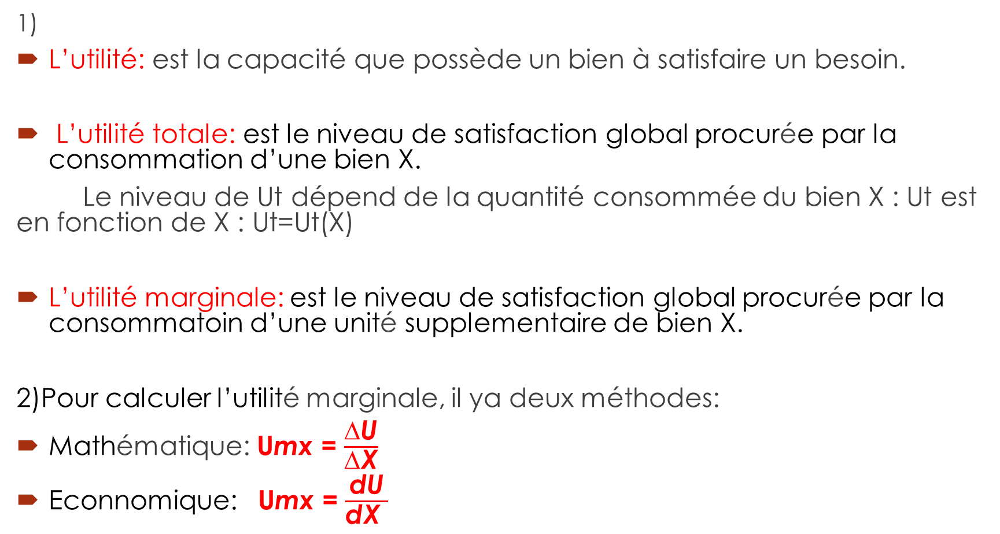 1)
L’utilité: est la capacité que possède un bien à satisfaire un besoin.
L’utilité totale: est le niveau de satisfaction global procurée par la
consommation d’une bien X.
Le niveau de Ut dépend de la quantité consommée du bien X : Ut est
en fonction de X : Ut=Ut(X)
L’utilité marginale: est le niveau de satisfaction global procurée par la
consommatoin d’une unité supplementaire de bien X.
2)Pour calculer l’utilité marginale, il ya deux méthodes:
Mathématique: Umx = ∆U/∆X
Econnomique: Umx = dU/dX